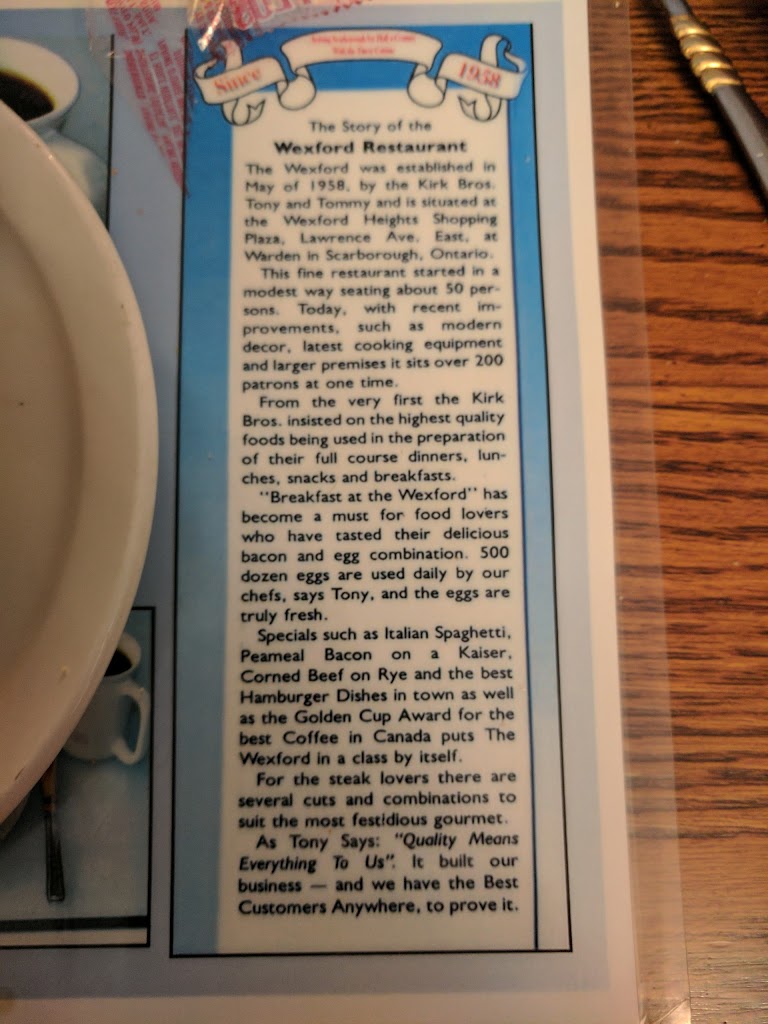 Since
1958
The Story of the
Wexford Restaurant
The Wexford was established in
May of 1958, by the Kirk Bros.
Tony and Tommy and is situated at
the Wexford Heights Shopping
Plaza, Lawrence Ave. East, at
Warden in Scarborough, Ontario.
This fine restaurant started in a
modest way seating about 50 per-
sons. Today, with recent im-
provements, such as modern
decor, latest cooking equipment
and larger premises it sits over 200
patrons at one time.
From the very first the Kirk
Bros. insisted on the highest quality
foods being used in the preparation
of their full course dinners, lun-
ches, snacks and breakfasts.
"Breakfast at the Wexford" has
become a must for food lovers
who have tasted their delicious
bacon and egg combination. 500
dozen eggs are used daily by our
chefs, says Tony, and the eggs are
truly fresh.
Specials such as Italian Spaghetti,
Peameal Bacon on a Kaiser,
Corned Beef on Rye and the best
Hamburger Dishes in town as well
as the Golden Cup Award for the
best Coffee in Canada puts The
Wexford in a class by itself.
For the steak lovers there are
several cuts and combinations to
suit the most festidious gourmet.
As Tony Says: "Quality Means
Everything To Us". It built our
business — and we have the Best
Customers Anywhere, to prove it.